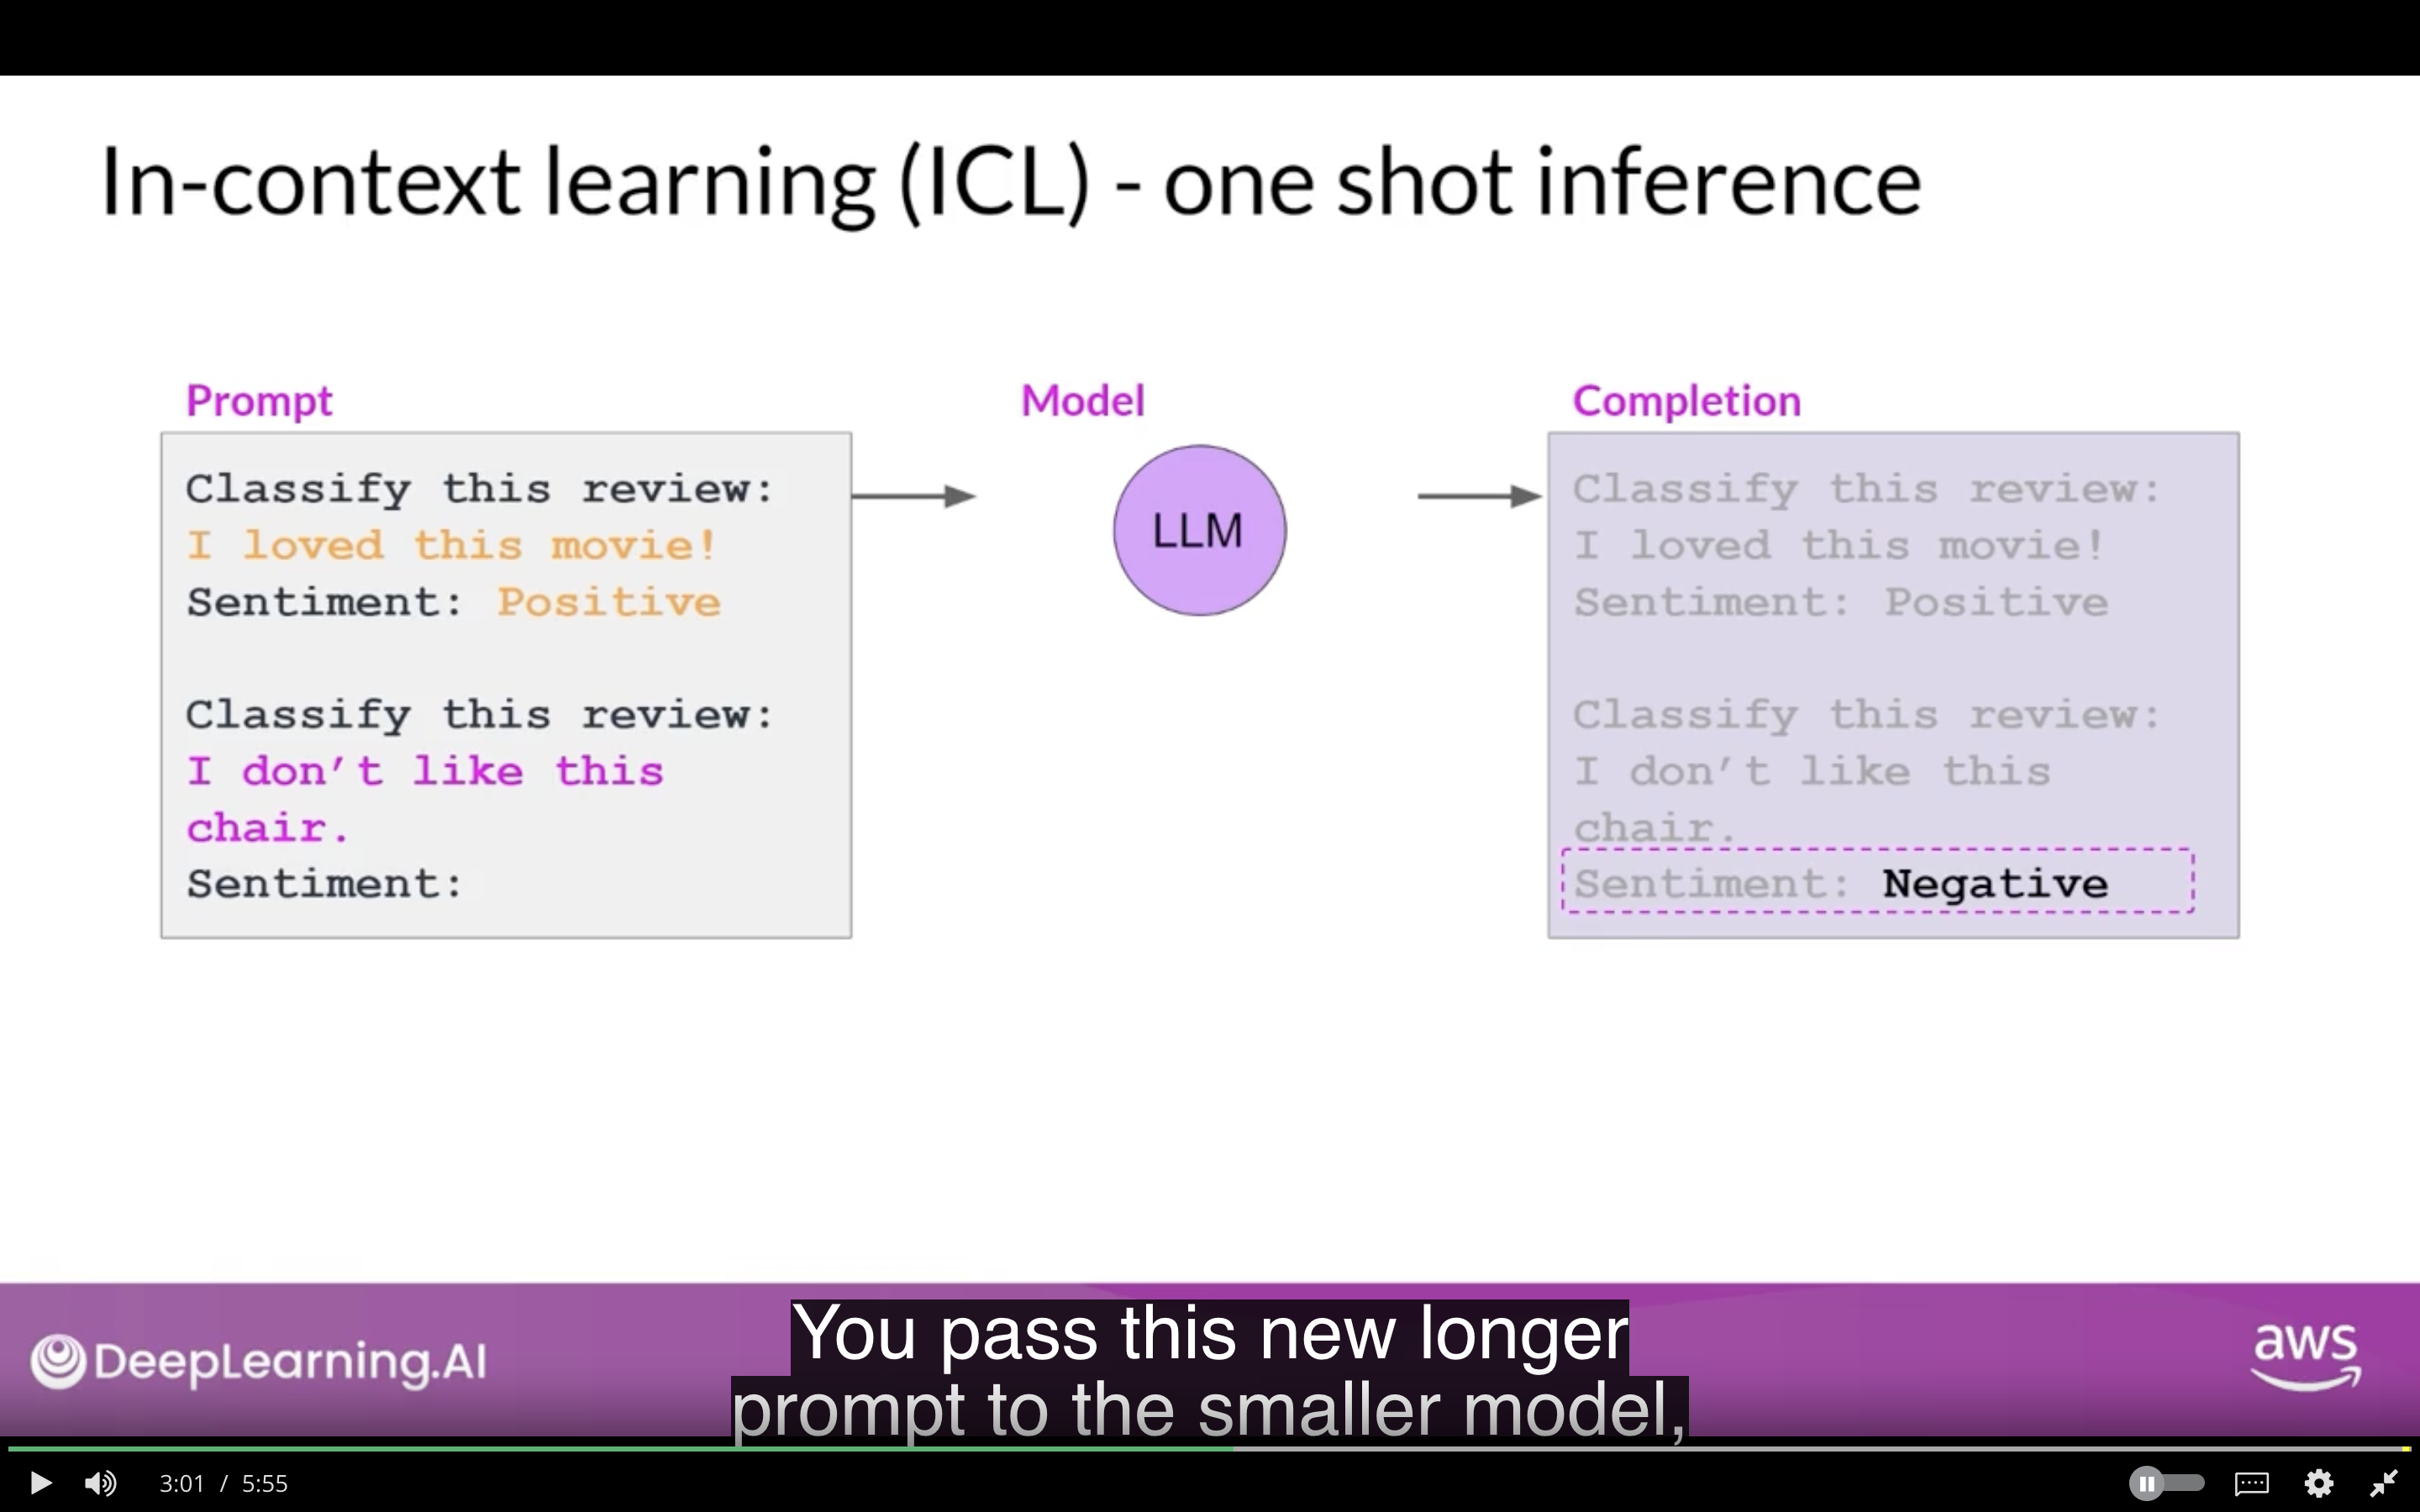 In-context learning (ICL) - one shot inference
Prompt
Classify this review:
I loved this movie!
Sentiment: Positive
Classify this review:
I don't like this
chair.
Sentiment:
Model
LLM
Completion
Classify this review:
I loved this movie!
Sentiment: Positive
Classify this review:
I don't like this
chair.
Sentiment: Negative
DeepLearning.AI
You pass this new longer
prompt to the smaller model,
aws
3:01 / 5:55